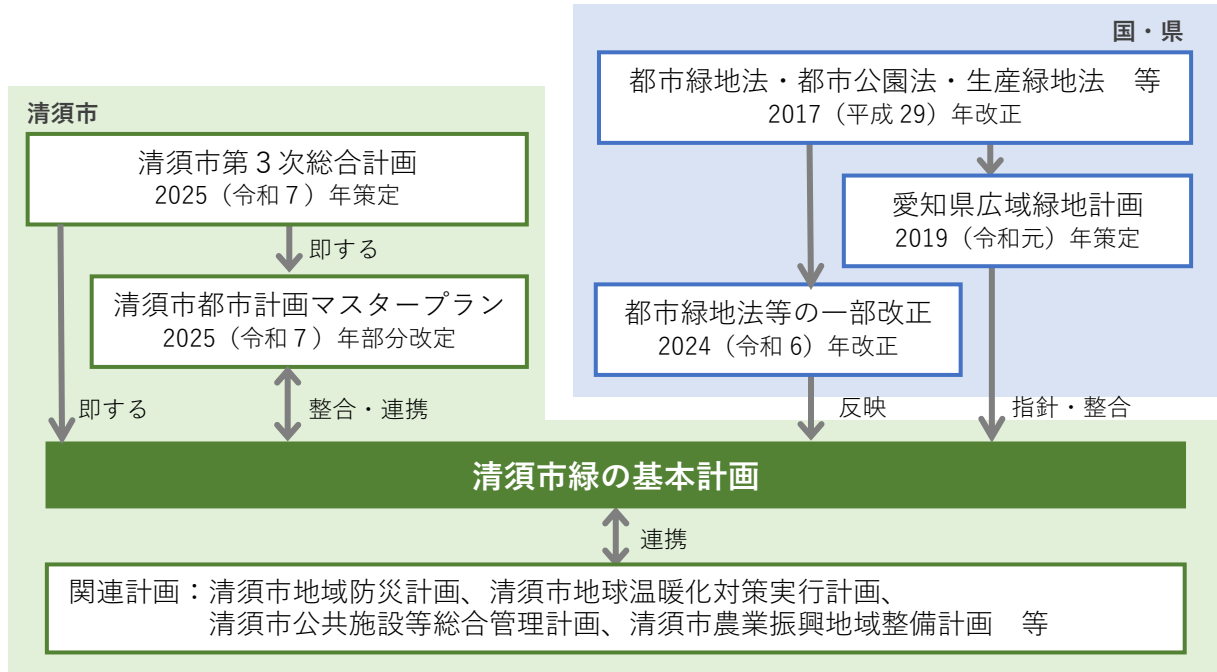 国・県
都市緑地法・都市公園法・生産緑地法　等
2017（平成 29）年改正
愛知県広域緑地計画
2019（令和元）年策定
都市緑地法等の一部改正
2024（令和 6）年改正
反映
指針・整合
清須市
清須市第３次総合計画
2025（令和７）年策定
即する
清須市都市計画マスタープラン
2025（令和７）年部分改定
即する
整合・連携
清須市緑の基本計画
連携
関連計画：清須市地域防災計画、清須市地球温暖化対策実行計画、
清須市公共施設等総合管理計画、清須市農業振興地域整備計画　等